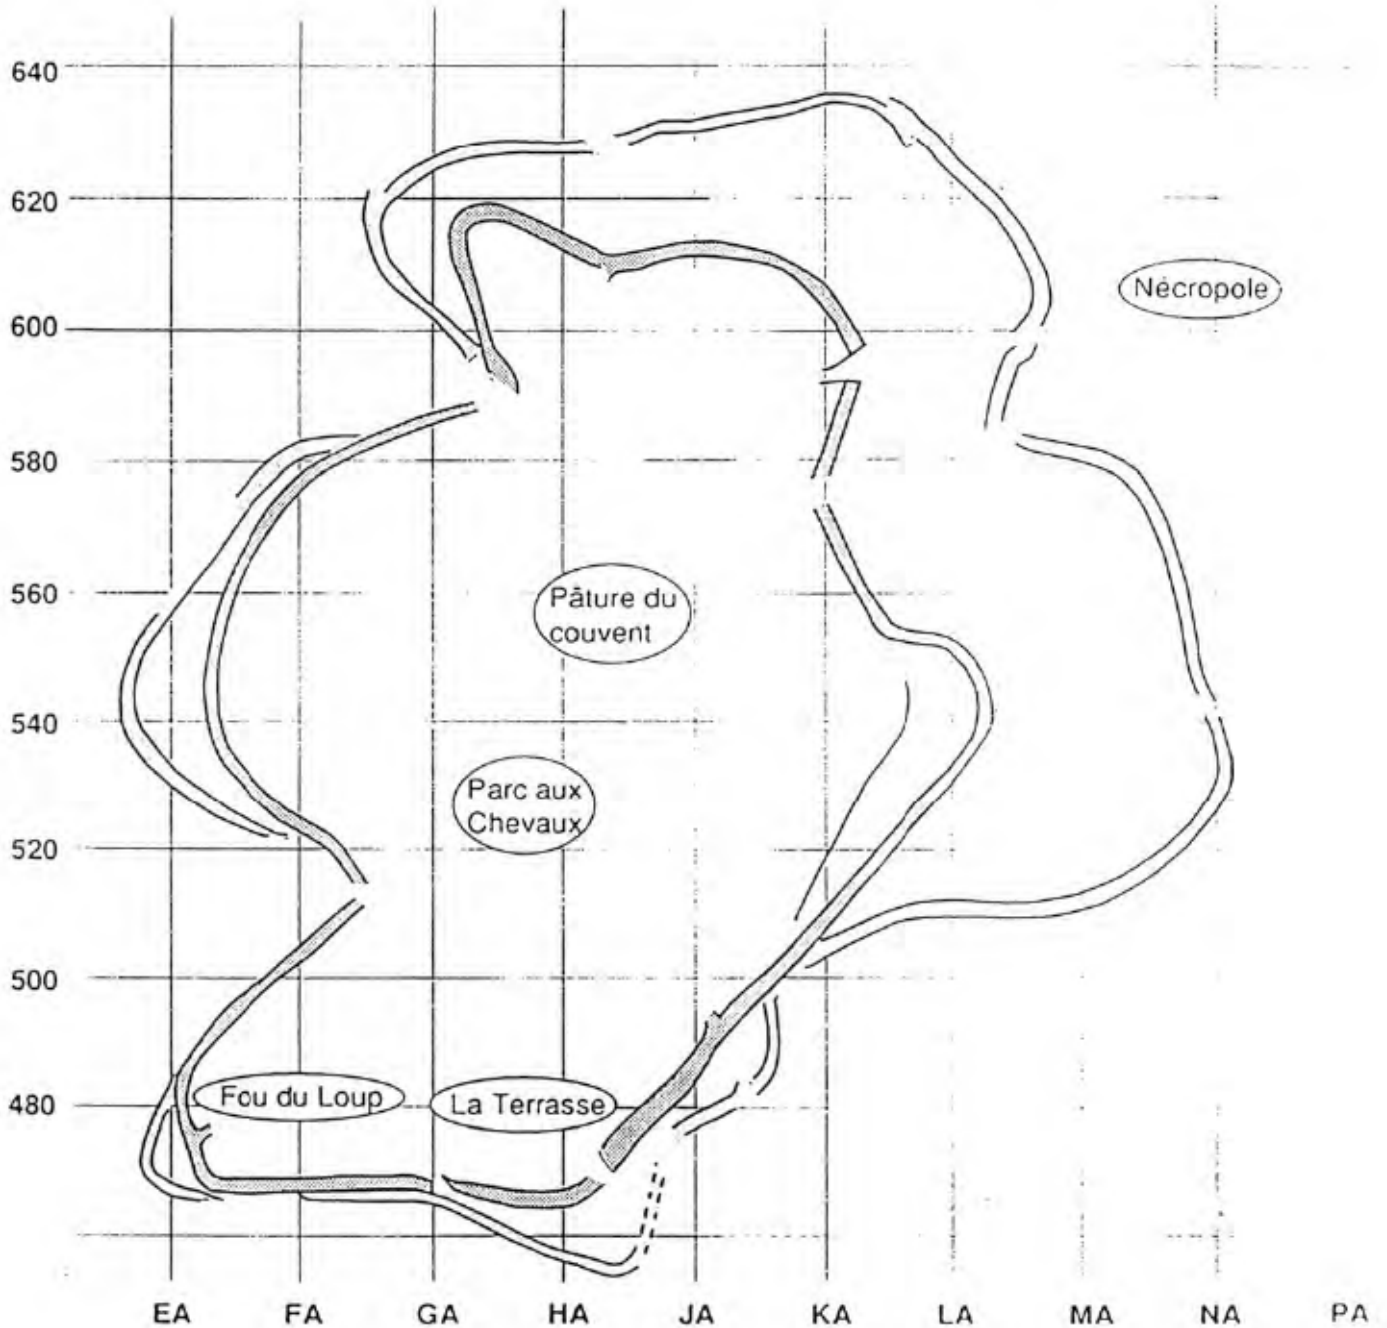 640
620
Nécropole
600
580
560
Pâture du
couvent
540
Parc aux
Chevaux
520
500
Fou du Loup
La Terrasse
480
EA FA GA HA JA KA LA MA NA PA